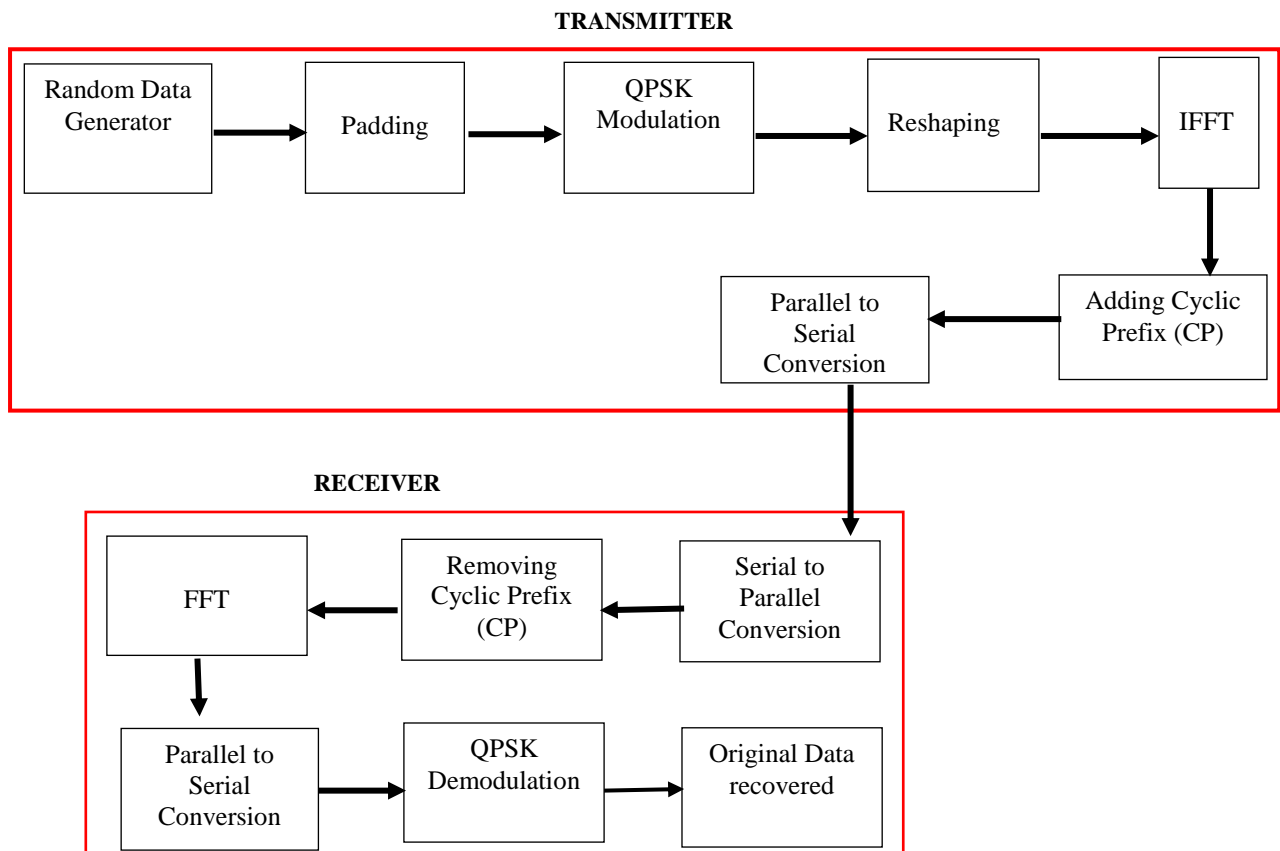 TRANSMITTER
Random Data
Generator
Padding
QPSK
Modulation
Reshaping
IFFT
Adding Cyclic
Prefix (CP)
Parallel to
Serial
Conversion
RECEIVER
Serial to
Parallel
Conversion
Removing
Cyclic Prefix
(CP)
FFT
Parallel to
Serial
Conversion
QPSK
Demodulation
Original Data
recovered